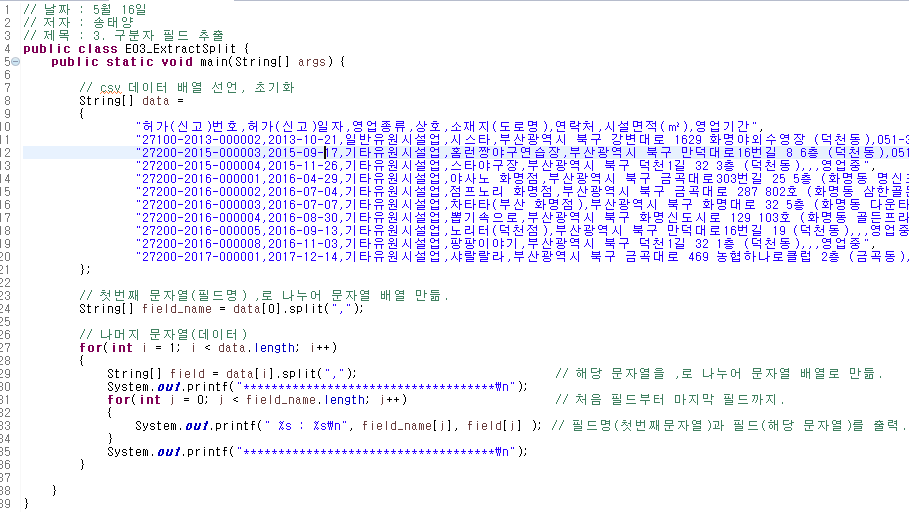 1 // 날짜 : 5월 16일
2 // 저자 : 송태양
3 // 제목 : 3. 구분자 필드 추출
4 public class E03_ExtractSplit {
5 public static void main(String[] args) {
6
7 // csv 데이터 배열 선언, 초기화
8 String[] data =
9 {
10 "허가(신고)번호,허가(신고)일자,영업종류,상호,소재지(도로명),연락처,시설면적(㎡),영업기간",
11 "27100-2013-000002,2013-10-21,일반유원시설업,시스타,부산광역시 북구 강변대로 1629 화명야외수영장 (덕천동),051-3
12 "27200-2015-000003,2015-09-17,기타유원시설업,홈런짱야구연습장,부산광역시 북구 만덕대로16번길 8 6층 (덕천동),051
13 "27200-2015-000004,2015-11-26,기타유원시설업,스타야구장,부산광역시 북구 덕천1길 32 3층 (덕천동),,,영업중",
14 "27200-2016-000001,2016-04-29,기타유원시설업,야사노 화명점,부산광역시 북구 금곡대로303번길 25 5층 (화명동 명신프
15 "27200-2016-000002,2016-07-04,기타유원시설업,점프노리 화명점,부산광역시 북구 금곡대로 287 802호 (화명동 삼한골든
16 "27200-2016-000003,2016-07-07,기타유원시설업,차타타(부산 화명점),부산광역시 북구 화명대로 32 5층 (화명동 다운타
17 "27200-2016-000004,2016-08-30,기타유원시설업,뽑기속으로,부산광역시 북구 화명신도시로 129 103호 (화명동 골든프라
18 "27200-2016-000005,2016-09-13,기타유원시설업,노리터(덕천점),부산광역시 북구 만덕대로16번길 19 (덕천동),,,영업중
19 "27200-2016-000008,2016-11-03,기타유원시설업,팡팡이야기,부산광역시 북구 덕천1길 32 1층 (덕천동),,,영업중",
20 "27200-2017-000001,2017-12-14,기타유원시설업,샤랄랄라,부산광역시 북구 금곡대로 469 농협하나로클럽 2층 (금곡동),
21 };
22
23 // 첫번째 문자열(필드명) ,로 나누어 문자열 배열 만듦.
24 String[] field_name = data[0].split(",");
25
26 // 나머지 문자열(데이터)
27 for(int i = 1; i < data.length; i++)
28 {
29 String[] field = data[i].split(","); // 해당 문자열을 ,로 나누어 문자열 배열로 만듦.
30 System.out.printf("************************************₩n");
31 for(int j = 0; j < field_name.length; j++) // 처음 필드부터 마지막 필드까지.
32 {
33 System.out.printf(" %s : %s₩n", field_name[j], field[j] ); // 필드명(첫번째문자열)과 필드(해당 문자열)를 출력.
34 }
35 System.out.printf("************************************₩n");
36 }
37
38 }
39 }